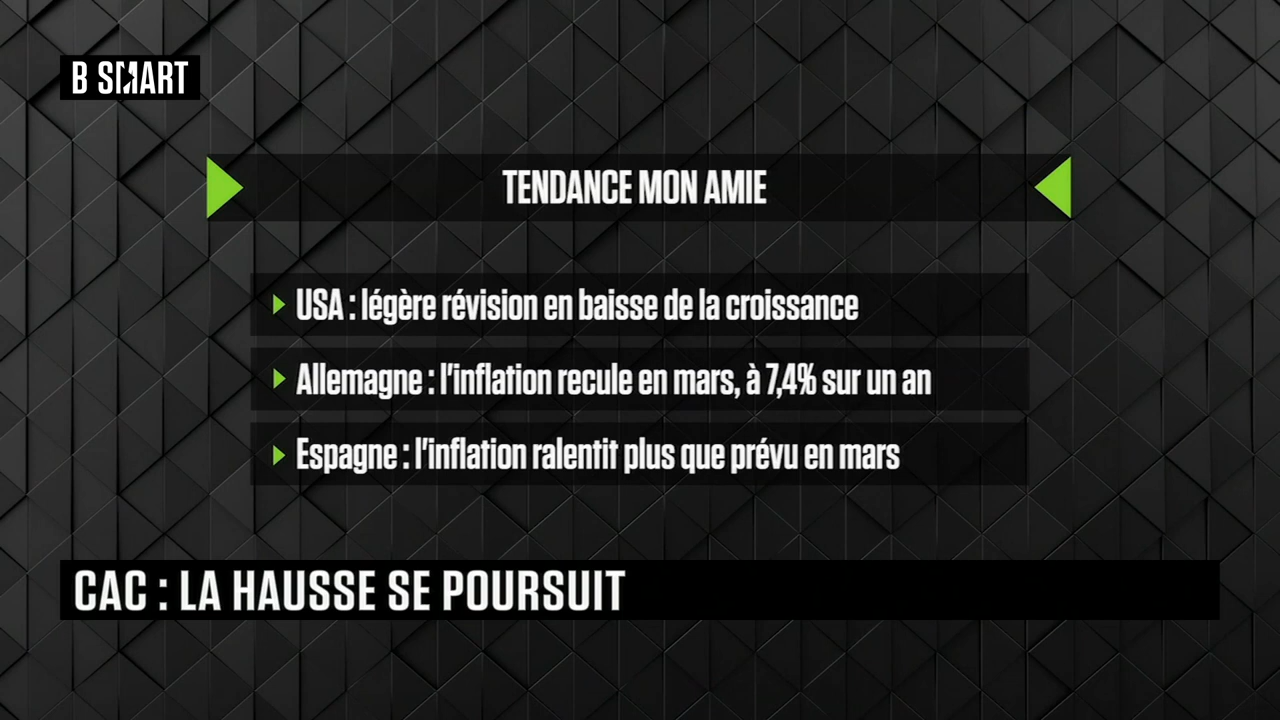 B SMART
TENDANCE MON AMIE
USA : légère révision en baisse de la croissance
Allemagne : l'inflation recule en mars, à 7,4% sur un an
Espagne : l'inflation ralentit plus que prévu en mars
CAC : LA HAUSSE SE POURSUIT